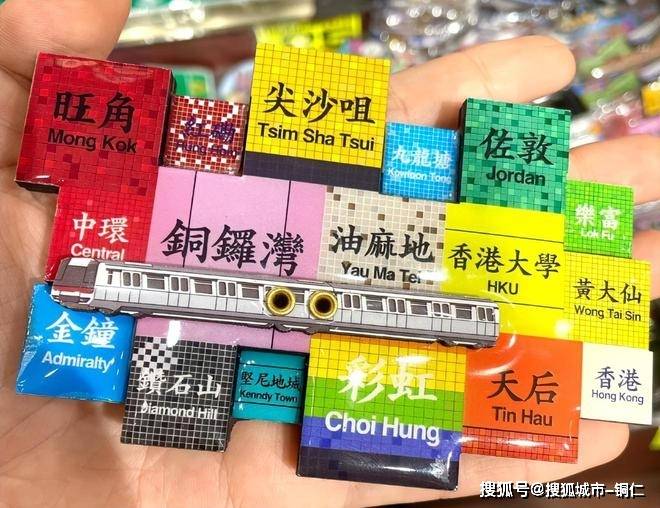 旺角
Mong Kok
紅磡
Hung Hom
尖沙咀
Tsim Sha Tsui
九龍塘
Kowloon Tong
佐敦
Jordan
樂富
Lok Fu
中環
Central
銅鑼灣
油麻地
Yau Ma Tei
香港大學
HKU
黃大仙
Wong Tai Sin
金鐘
Admiralty
鑽石山
Diamond Hill
堅尼地城
Kenndy Town
彩虹
Choi Hung
天后
Tin Hau
香港
Hong Kong
搜狐号@搜狐城市-铜仁